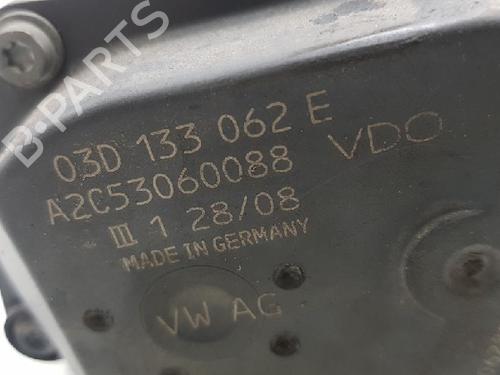 B-PARTS
03D 133 062 E
A2C53060088 VDO
III 1 28/08
MADE IN GERMANY
VW AG